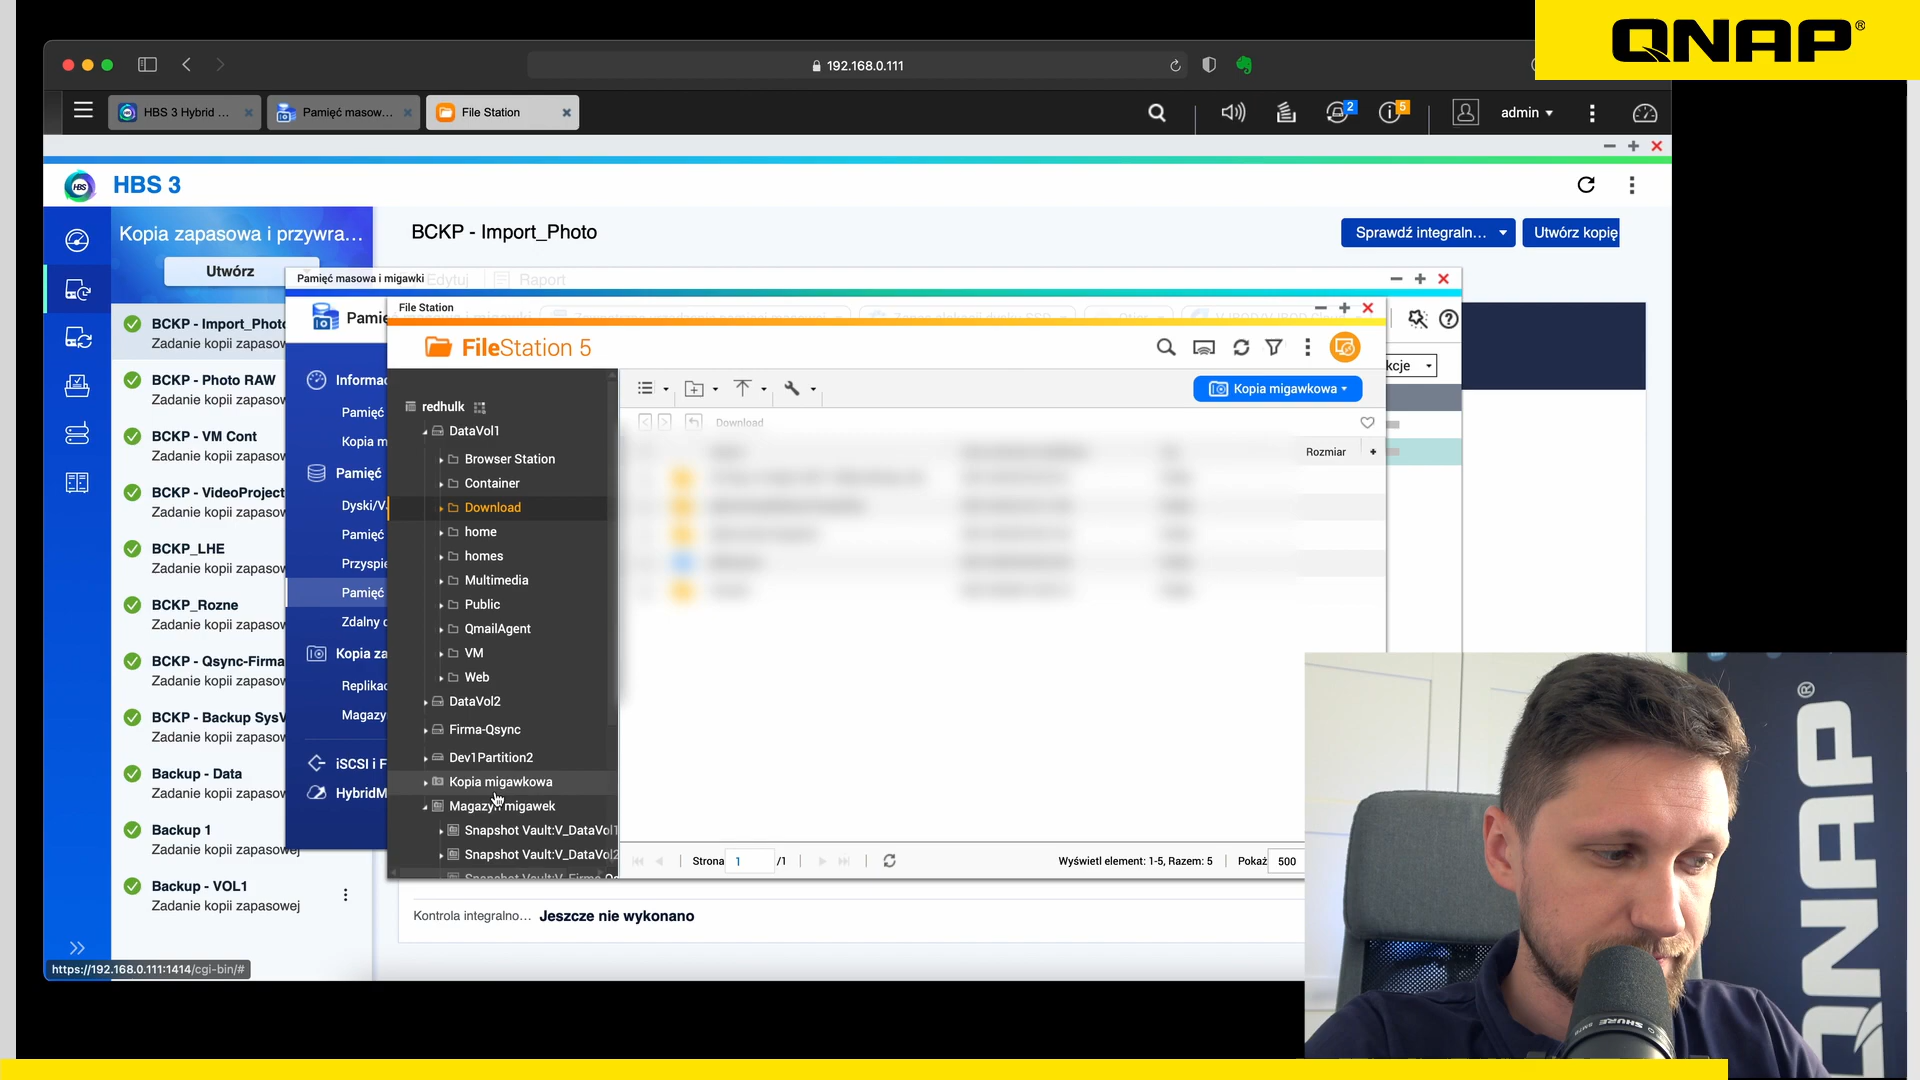 QNAP®
192.168.0.111
HBS 3 Hybrid ...
Pamięć masow...
File Station
2
5
admin
HBS 3
Kopia zapasowa i przywra...
Utwórz
BCKP - Import_Photo
Sprawdź integraln...
Utwórz kopię
Edytuj
Raport
BCKP - Import_Photo
Zadanie kopii zapasow
BCKP - Photo RAW
Zadanie kopii zapasow
BCKP - VM Cont
Zadanie kopii zapasow
BCKP - VideoProject
Zadanie kopii zapasow
BCKP_LHE
Zadanie kopii zapasow
BCKP_Rozne
Zadanie kopii zapasow
BCKP - Qsync-Firma
Zadanie kopii zapasow
BCKP - Backup SysV
Zadanie kopii zapasow
Backup - Data
Zadanie kopii zapasow
Backup 1
Zadanie kopii zapasowej
Backup - VOL1
Zadanie kopii zapasowej
Pamięć masowa i migawki
Pamię
kcje
Informac
Pamięć
Kopia m
Pamięć
Dyski/V
Pamięć
Przyspie
Pamięć
Zdalny
Kopia za
Replikac
Magazy
iSCSI i F
HybridM
File Station
FileStation 5
Kopia migawkowa
redhulk
DataVol1
Browser Station
Container
Download
home
homes
Multimedia
Public
QmailAgent
VM
Web
DataVol2
Firma-Qsync
Dev1Partition2
Kopia migawkowa
Magazyn migawek
Snapshot Vault:V_DataVol1
Snapshot Vault:V_DataVol2
Download
Rozmiar
Strona 1 /1
Wyświetl element: 1-5, Razem: 5
Pokaż 500
Kontrola integralno... Jeszcze nie wykonano
https://192.168.0.111:1414/cgi-bin/#
QNAP®
SHURE